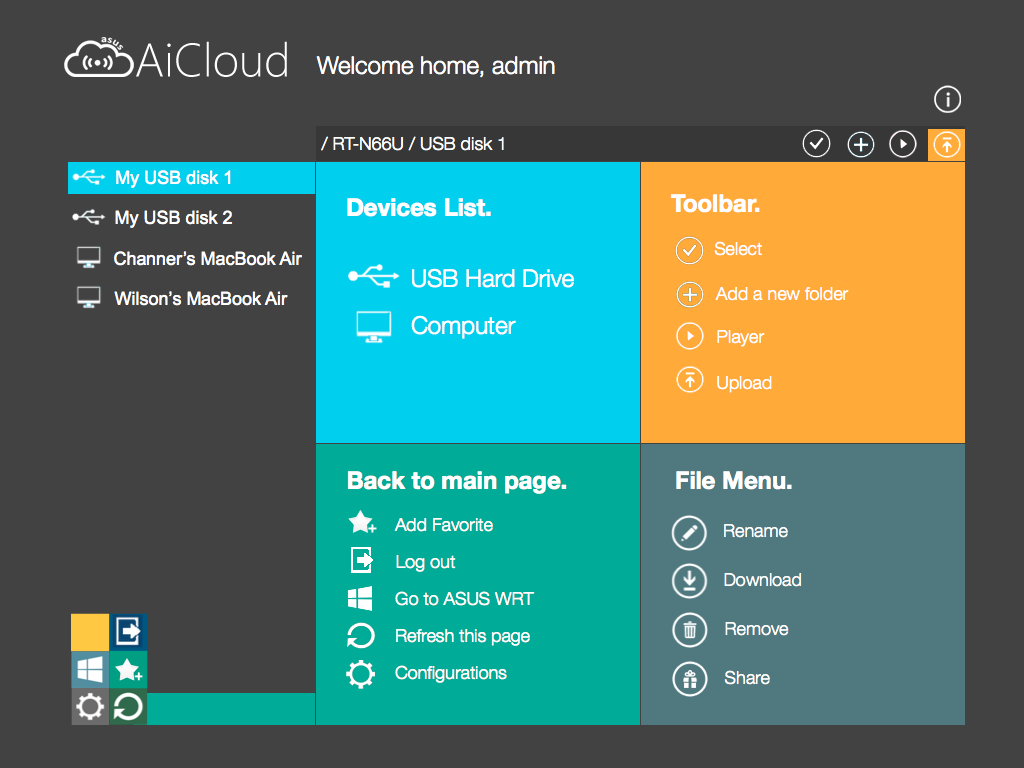 asus
AiCloud
Welcome home, admin
/ RT-N66U / USB disk 1
My USB disk 1
My USB disk 2
Channer’s MacBook Air
Wilson’s MacBook Air
Devices List.
USB Hard Drive
Computer
Toolbar.
Select
Add a new folder
Player
Upload
Back to main page.
Add Favorite
Log out
Go to ASUS WRT
Refresh this page
Configurations
File Menu.
Rename
Download
Remove
Share